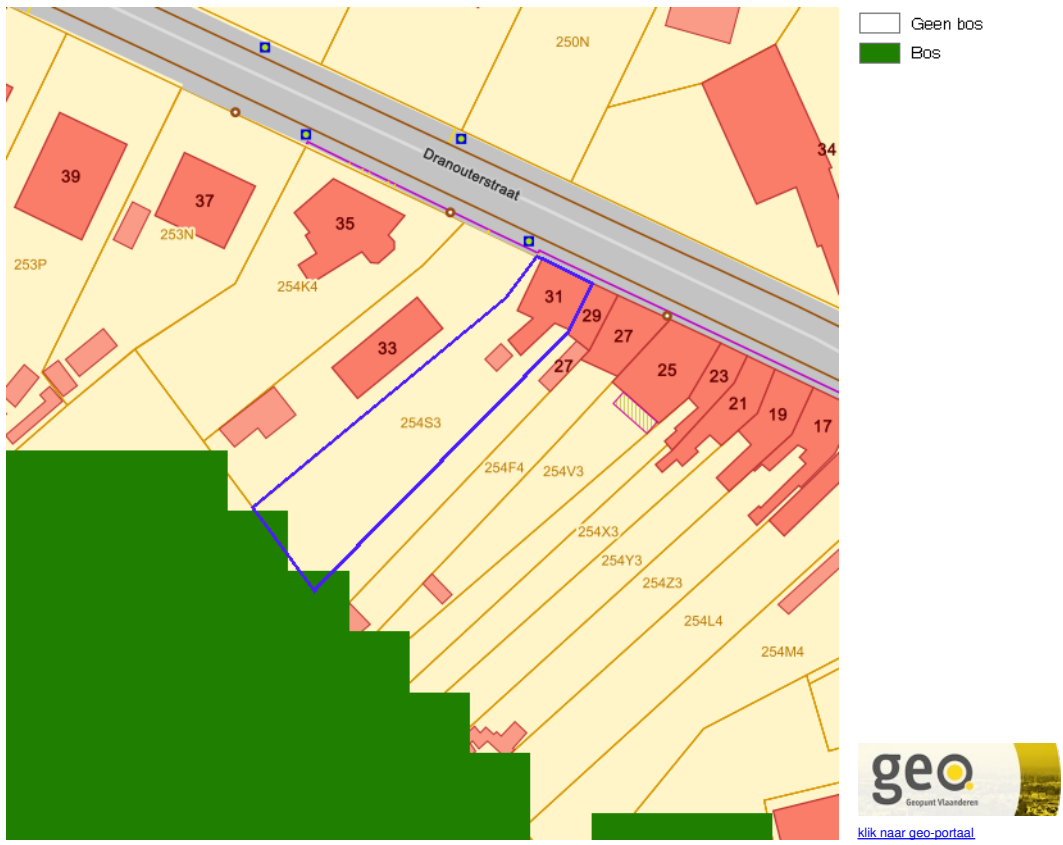 Geen bos
Bos
250N
34
Dranouterstraat
39
37
253N
35
253P
254K4
31
29
27
33
27
25
23
21
19
17
254S3
254F4
254V3
254X3
254Y3
254Z3
254L4
254M4
geo
Geopunt Vlaanderen
klik naar geo-portaal